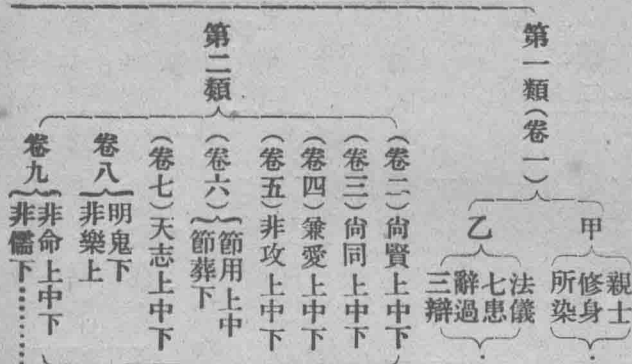 第一類（卷一）
甲
親士
修身
所染
乙
法儀
七患
辭過
三辯
第二類
（卷二）尙賢上中下
（卷三）尙同上中下
（卷四）兼愛上中下
（卷五）非攻上中下
（卷六）
節用上中
節葬下
（卷七）天志上中下
卷八
明鬼下
非樂上
卷九
非命上中下
非儒下………